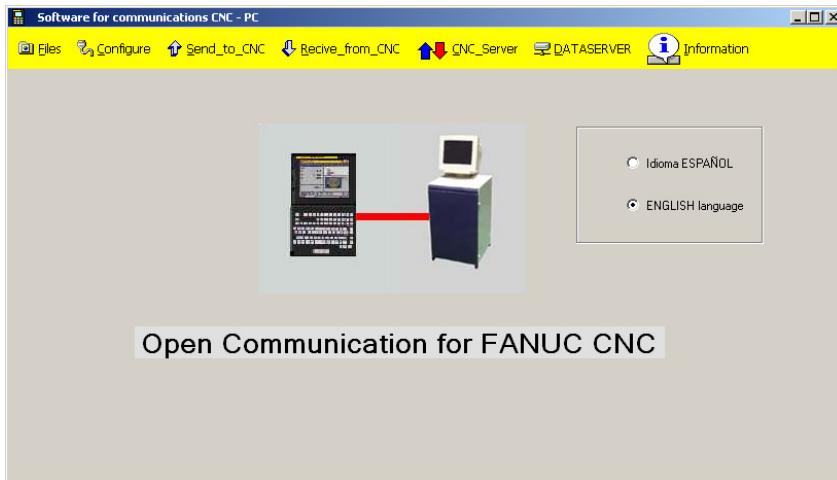 Software for communications CNC - PC
Files Configure Send_to_CNC Recive_from_CNC CNC_Server DATASERVER Information
Idioma ESPAÑOL
ENGLISH language
Open Communication for FANUC CNC